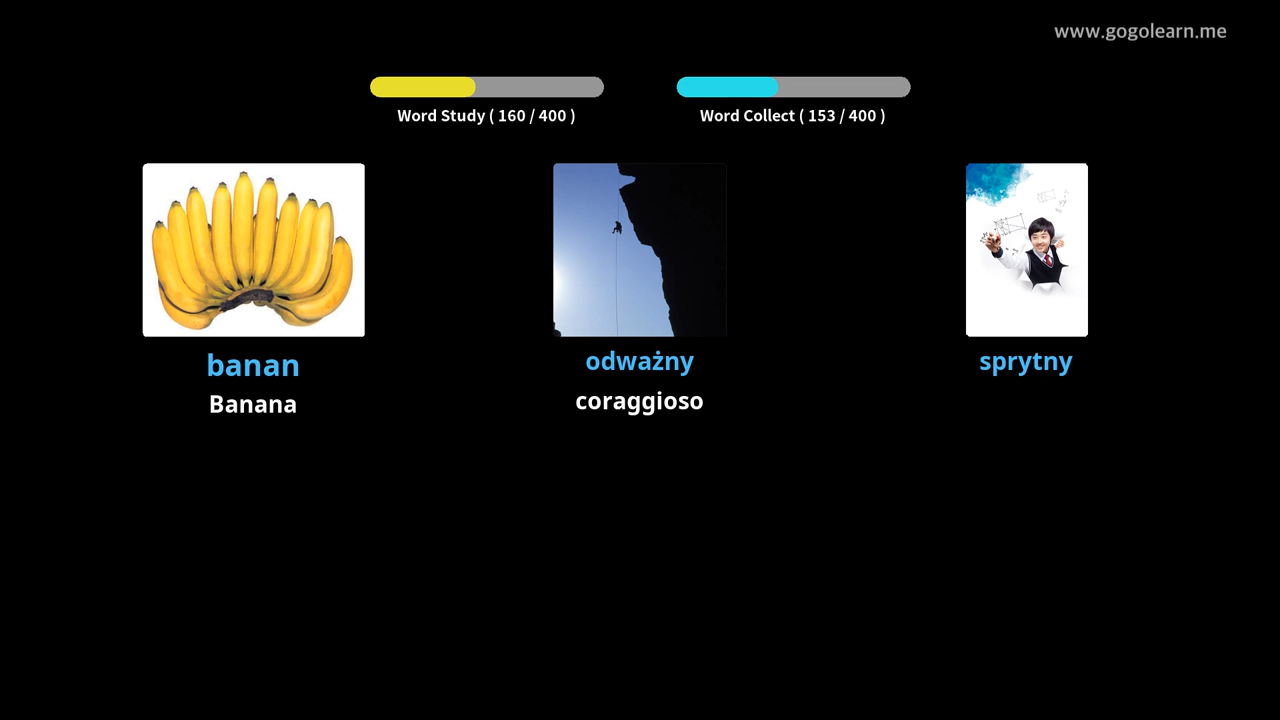 www.gogolearn.me
Word Study ( 160 / 400 )
Word Collect ( 153 / 400 )
banan
odważny
sprytny
Banana
coraggioso